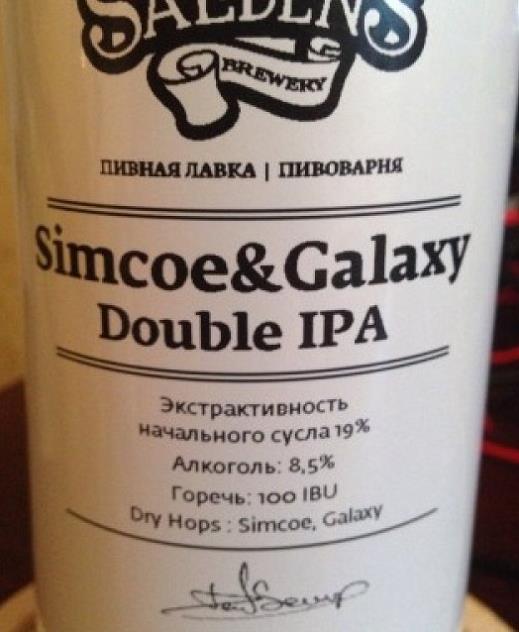 SALDENS
BREWERY
ПИВНАЯ ЛАВКА | ПИВОВАРНЯ
Simcoe&Galaxy
Double IPA
Экстрактивность
начального сусла 19%
Алкоголь: 8,5%
Горечь: 100 IBU
Dry Hops : Simcoe, Galaxy